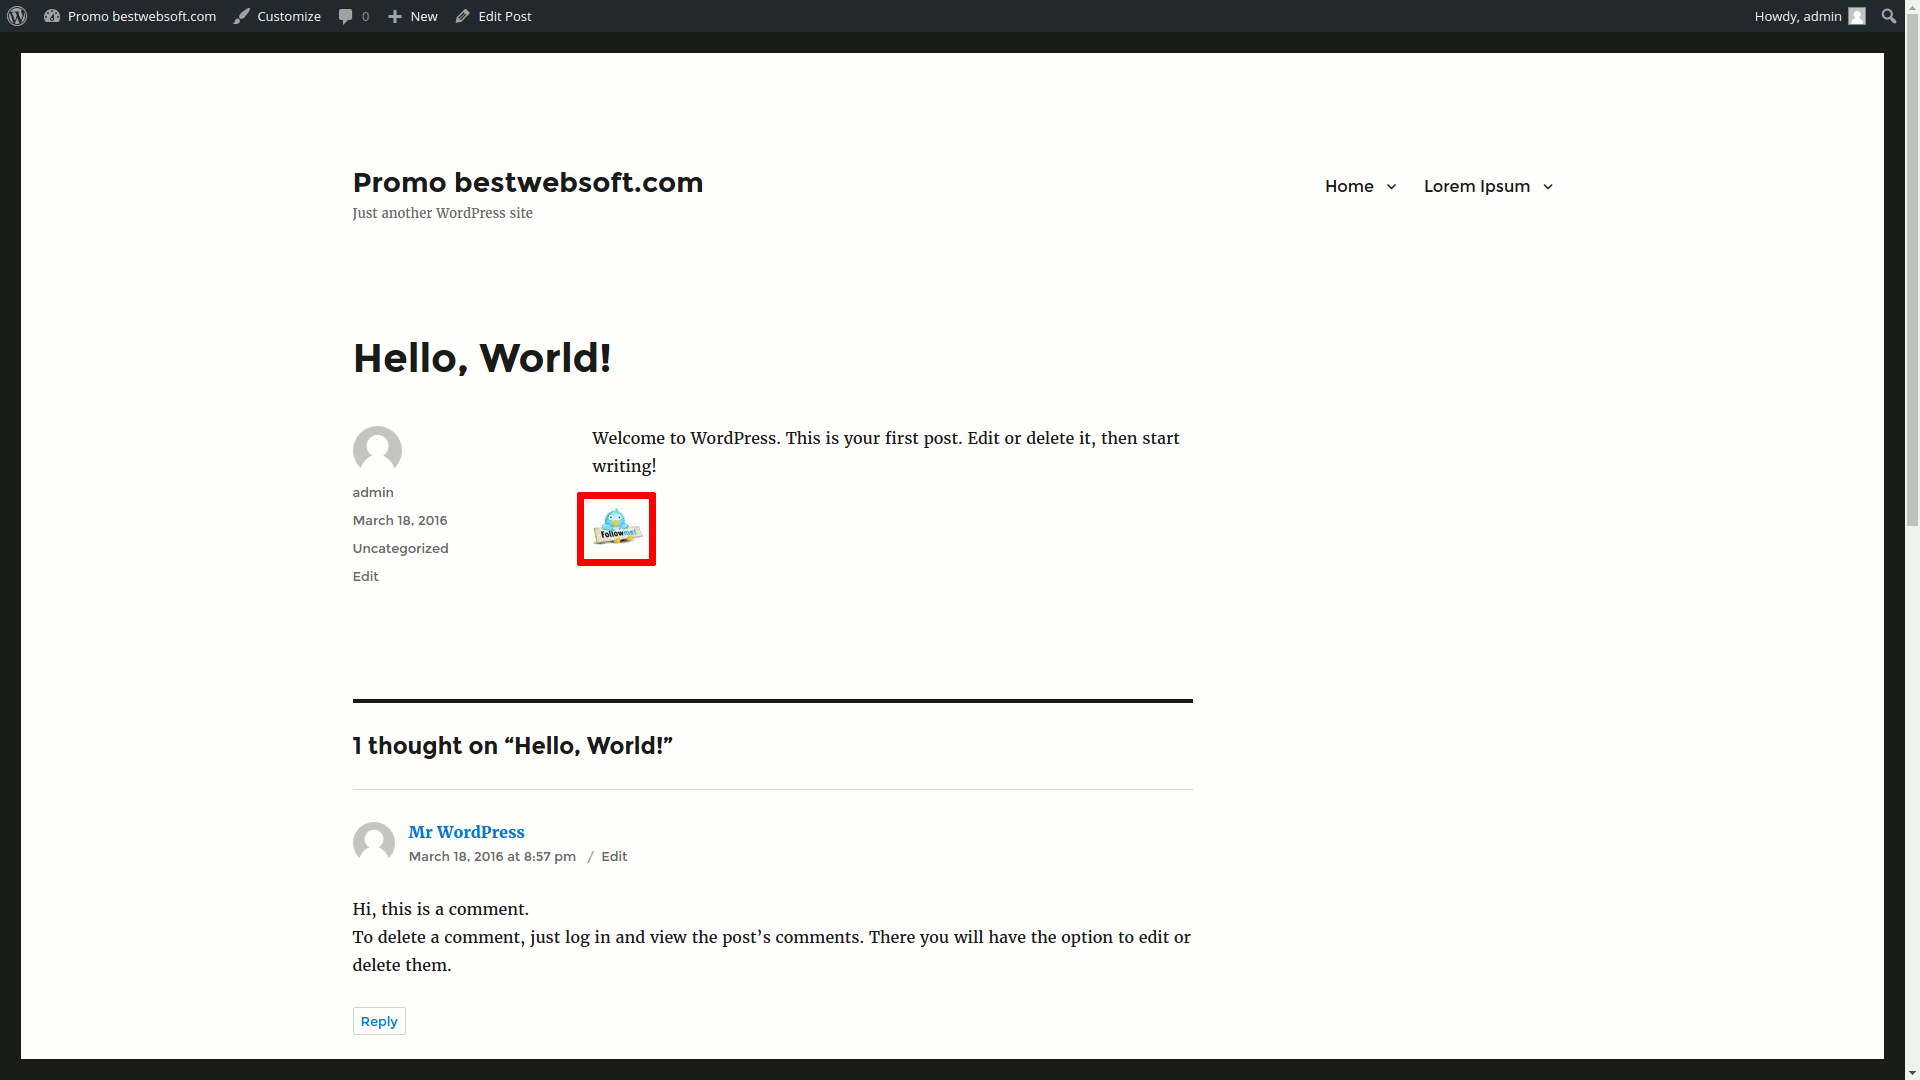 Promo bestwebsoft.com Customize 0 New Edit Post Howdy, admin
Promo bestwebsoft.com
Just another WordPress site
Home Lorem Ipsum
Hello, World!
Welcome to WordPress. This is your first post. Edit or delete it, then start
writing!
Followme!
admin
March 18, 2016
Uncategorized
Edit
1 thought on “Hello, World!”
Mr WordPress
March 18, 2016 at 8:57 pm / Edit
Hi, this is a comment.
To delete a comment, just log in and view the post’s comments. There you will have the option to edit or
delete them.
Reply